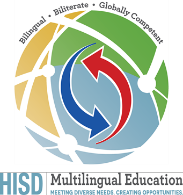 Bilingual • Biliterate • Globally Competent
HISD Multilingual Education
MEETING DIVERSE NEEDS. CREATING OPPORTUNITIES.